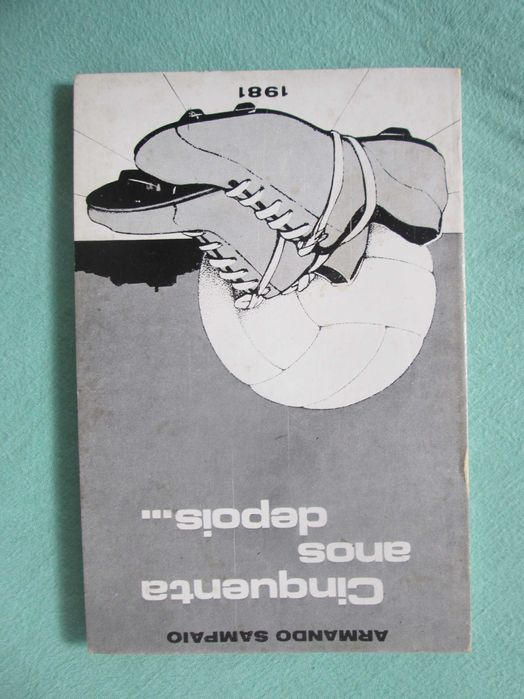 ARMANDO SAMPAIO
Cinquenta
anos
depois...
1981